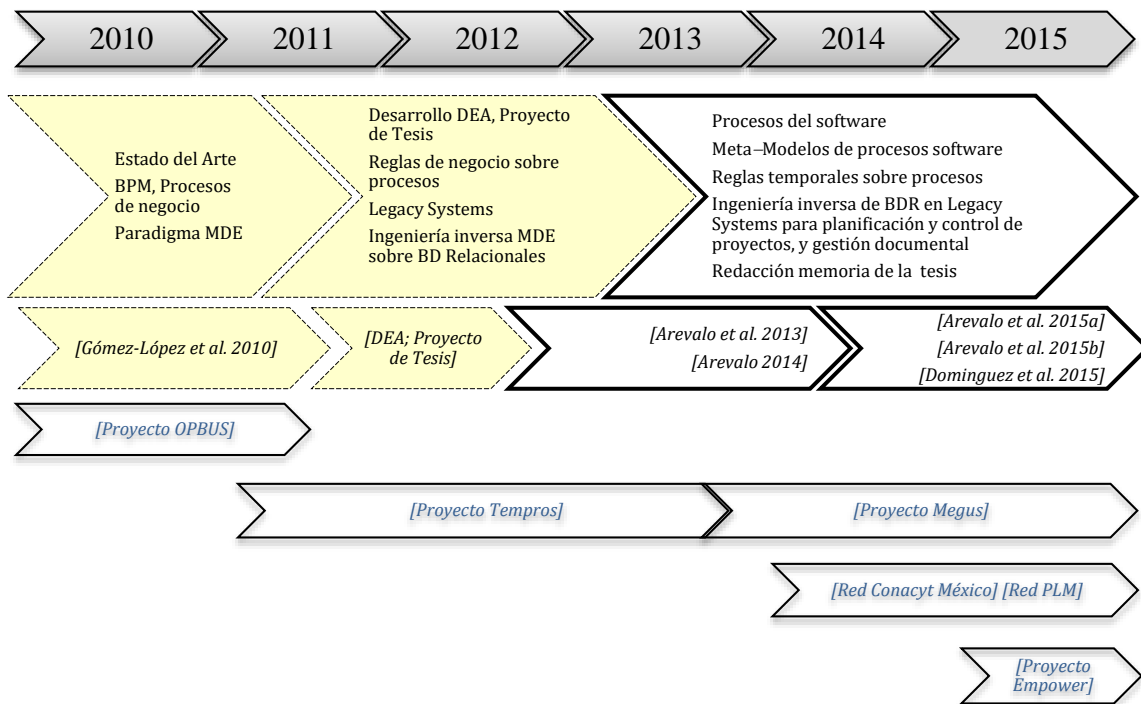 2010
2011
2012
2013
2014
2015
Estado del Arte
BPM, Procesos
de negocio
Paradigma MDE
Desarrollo DEA, Proyecto
de Tesis
Reglas de negocio sobre
procesos
Legacy Systems
Ingeniería inversa MDE
sobre BD Relacionales
Procesos del software
Meta–Modelos de procesos software
Reglas temporales sobre procesos
Ingeniería inversa de BDR en Legacy
Systems para planificación y control de
proyectos, y gestión documental
Redacción memoria de la tesis
[Gómez-López et al. 2010]
[DEA; Proyecto
de Tesis]
[Arevalo et al. 2013]
[Arevalo 2014]
[Arevalo et al. 2015a]
[Arevalo et al. 2015b]
[Dominguez et al. 2015]
[Proyecto OPBUS]
[Proyecto Tempros]
[Proyecto Megus]
[Red Conacyt México] [Red PLM]
[Proyecto
Empower]